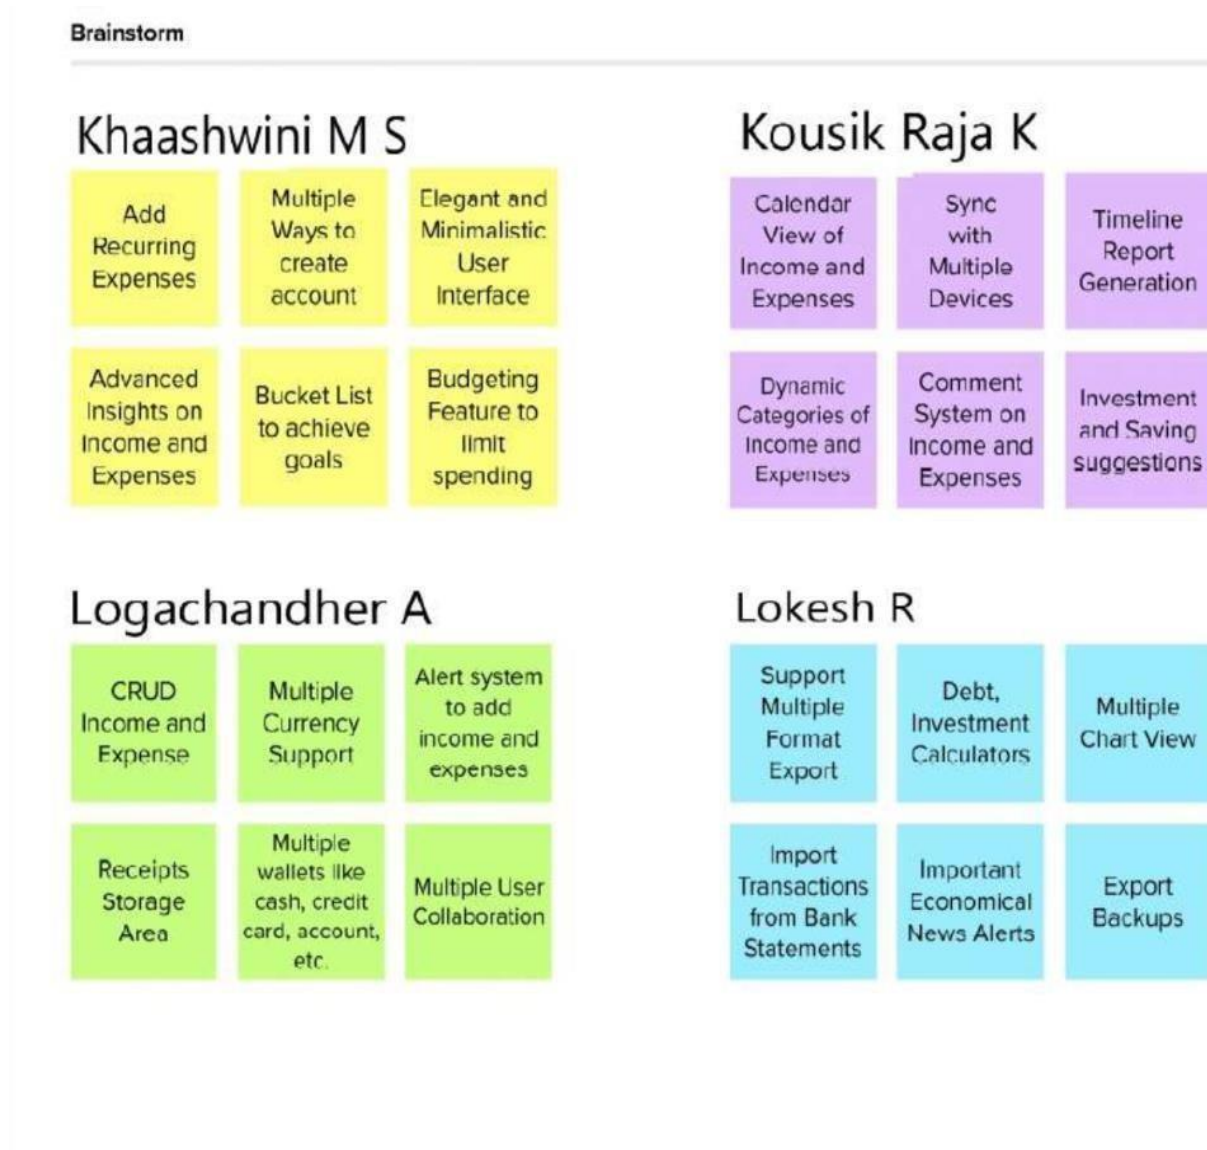 Brainstorm
Khaashwini M S
Add
Recurring
Expenses
Multiple
Ways to
create
account
Elegant and
Minimalistic
User
Interface
Advanced
Insights on
Income and
Expenses
Bucket List
to achieve
goals
Budgeting
Feature to
limit
spending
Kousik Raja K
Calendar
View of
Income and
Expenses
Sync
with
Multiple
Devices
Timeline
Report
Generation
Dynamic
Categories of
Income and
Expenses
Comment
System on
Income and
Expenses
Investment
and Saving
suggestions
Logachandher A
CRUD
Income and
Expense
Multiple
Currency
Support
Alert system
to add
income and
expenses
Receipts
Storage
Area
Multiple
wallets like
cash, credit
card, account,
etc.
Multiple User
Collaboration
Lokesh R
Support
Multiple
Format
Export
Debt,
Investment
Calculators
Multiple
Chart View
Import
Transactions
from Bank
Statements
Important
Economical
News Alerts
Export
Backups